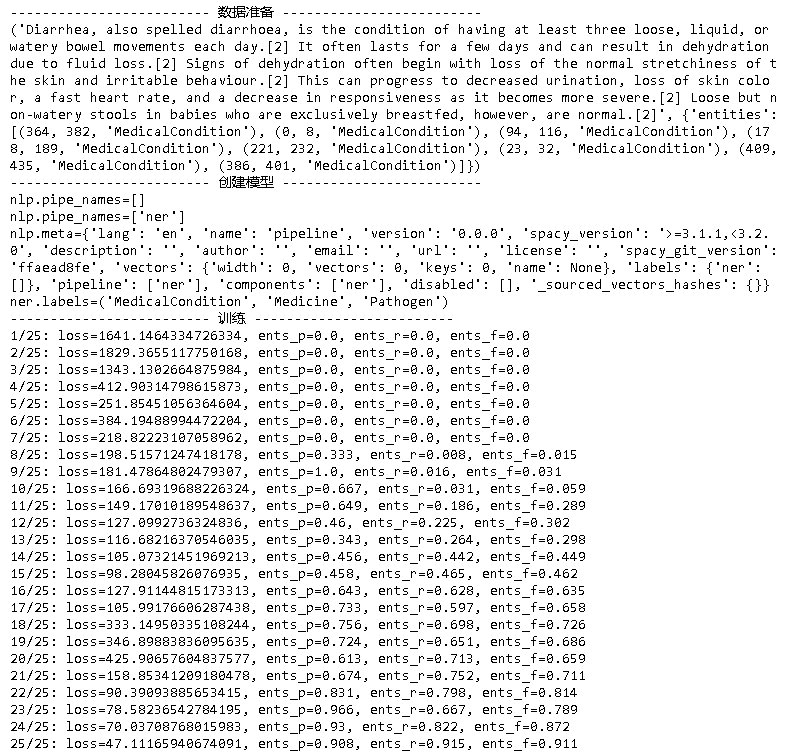 ------------------------- 数据准备 -------------------------
('Diarrhea, also spelled diarrhoea, is the condition of having at least three loose, liquid, or
watery bowel movements each day.[2] It often lasts for a few days and can result in dehydration
due to fluid loss.[2] Signs of dehydration often begin with loss of the normal stretchiness of t
he skin and irritable behaviour.[2] This can progress to decreased urination, loss of skin colo
r, a fast heart rate, and a decrease in responsiveness as it becomes more severe.[2] Loose but n
on-watery stools in babies who are exclusively breastfed, however, are normal.[2]', {'entities':
[(364, 382, 'MedicalCondition'), (0, 8, 'MedicalCondition'), (94, 116, 'MedicalCondition'), (17
8, 189, 'MedicalCondition'), (221, 232, 'MedicalCondition'), (23, 32, 'MedicalCondition'), (409,
435, 'MedicalCondition'), (386, 401, 'MedicalCondition')]})
------------------------- 创建模型 -------------------------
nlp.pipe_names=[]
nlp.pipe_names=['ner']
nlp.meta={'lang': 'en', 'name': 'pipeline', 'version': '0.0.0', 'spacy_version': '>=3.1.1,<3.2.
0', 'description': '', 'author': '', 'email': '', 'url': '', 'license': '', 'spacy_git_version':
'ffaead8fe', 'vectors': {'width': 0, 'vectors': 0, 'keys': 0, 'name': None}, 'labels': {'ner':
[]}, 'pipeline': ['ner'], 'components': ['ner'], 'disabled': [], '_sourced_vectors_hashes': {}}
ner.labels=('MedicalCondition', 'Medicine', 'Pathogen')
------------------------- 训练 -------------------------
1/25: loss=1641.1464334726334, ents_p=0.0, ents_r=0.0, ents_f=0.0
2/25: loss=1829.3655117750168, ents_p=0.0, ents_r=0.0, ents_f=0.0
3/25: loss=1343.1302664875984, ents_p=0.0, ents_r=0.0, ents_f=0.0
4/25: loss=412.90314798615873, ents_p=0.0, ents_r=0.0, ents_f=0.0
5/25: loss=251.85451056364604, ents_p=0.0, ents_r=0.0, ents_f=0.0
6/25: loss=384.19488994472204, ents_p=0.0, ents_r=0.0, ents_f=0.0
7/25: loss=218.82223107058962, ents_p=0.0, ents_r=0.0, ents_f=0.0
8/25: loss=198.51571247418178, ents_p=0.333, ents_r=0.008, ents_f=0.015
9/25: loss=181.47864802479307, ents_p=1.0, ents_r=0.016, ents_f=0.031
10/25: loss=166.69319688226324, ents_p=0.667, ents_r=0.031, ents_f=0.059
11/25: loss=149.17010189548637, ents_p=0.649, ents_r=0.186, ents_f=0.289
12/25: loss=127.0992736324836, ents_p=0.46, ents_r=0.225, ents_f=0.302
13/25: loss=116.68216370546035, ents_p=0.343, ents_r=0.264, ents_f=0.298
14/25: loss=105.07321451969213, ents_p=0.456, ents_r=0.442, ents_f=0.449
15/25: loss=98.28045826076935, ents_p=0.458, ents_r=0.465, ents_f=0.462
16/25: loss=127.91144815173313, ents_p=0.643, ents_r=0.628, ents_f=0.635
17/25: loss=105.99176606287438, ents_p=0.733, ents_r=0.597, ents_f=0.658
18/25: loss=333.14950335108244, ents_p=0.756, ents_r=0.698, ents_f=0.726
19/25: loss=346.89883836095635, ents_p=0.724, ents_r=0.651, ents_f=0.686
20/25: loss=425.90657604837577, ents_p=0.613, ents_r=0.713, ents_f=0.659
21/25: loss=158.85341209180478, ents_p=0.674, ents_r=0.752, ents_f=0.711
22/25: loss=90.39093885653415, ents_p=0.831, ents_r=0.798, ents_f=0.814
23/25: loss=78.58236542784195, ents_p=0.966, ents_r=0.667, ents_f=0.789
24/25: loss=70.03708768015983, ents_p=0.93, ents_r=0.822, ents_f=0.872
25/25: loss=47.11165940674091, ents_p=0.908, ents_r=0.915, ents_f=0.911